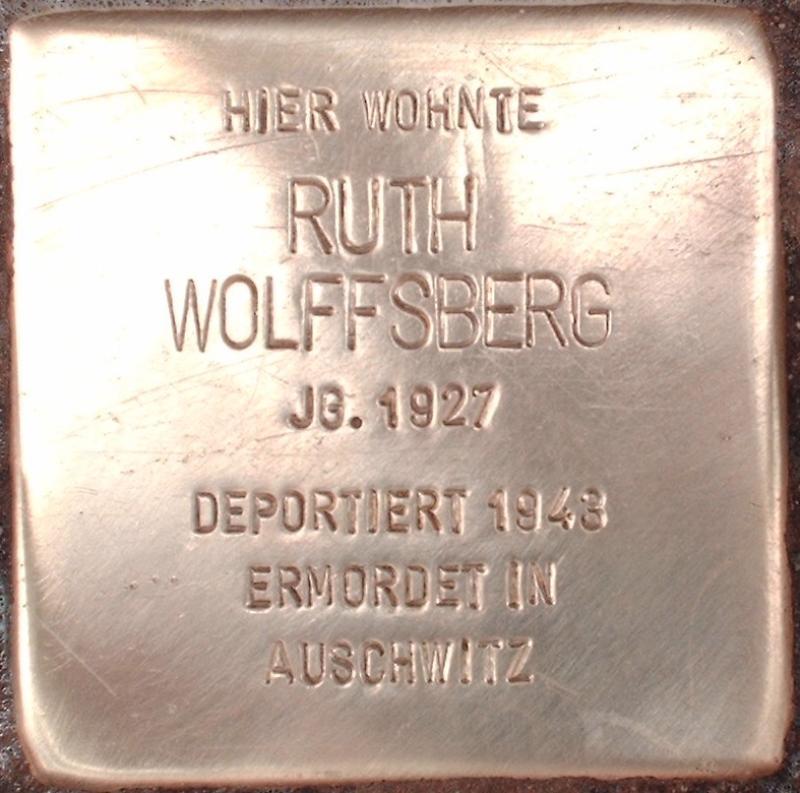 HIER WOHNTE
RUTH
WOLFFSBERG
JG. 1927
DEPORTIERT 1943
ERMORDET IN
AUSCHWITZ